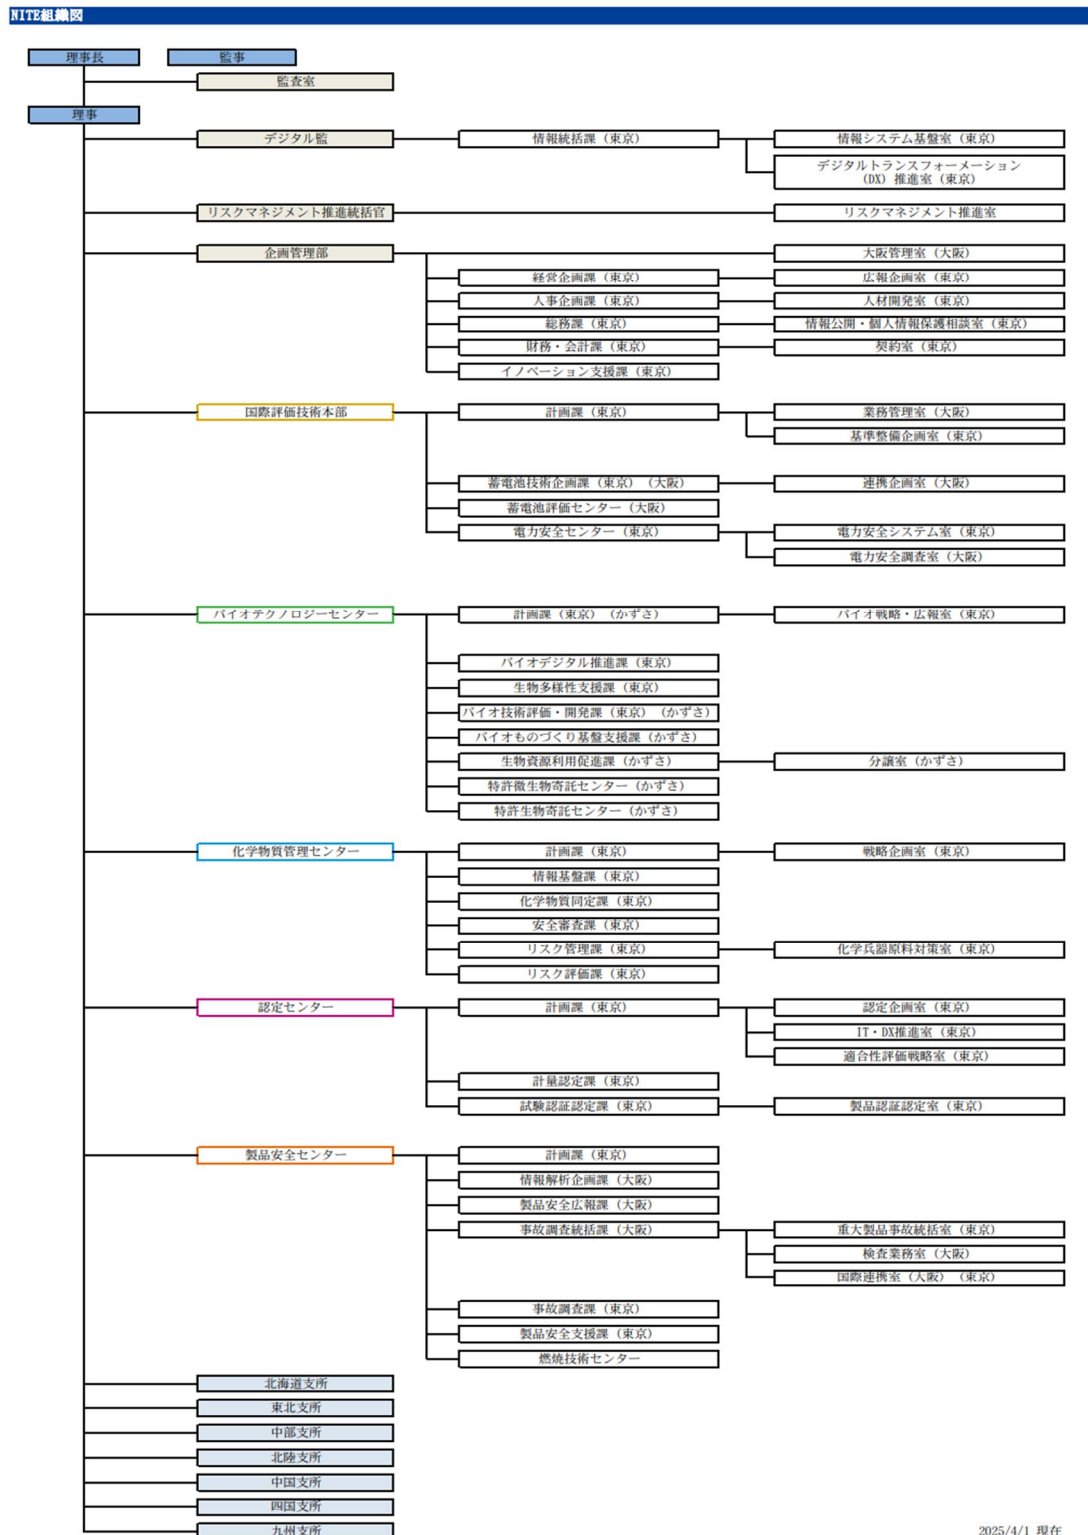 NITE組織図
理事長
監事
監査室
理事
デジタル監
情報統括課（東京）
情報システム基盤室（東京）
デジタルトランスフォーメーション
(DX) 推進室（東京）
リスクマネジメント推進統括官
リスクマネジメント推進室
企画管理部
大阪管理室（大阪）
経営企画課（東京）
広報企画室（東京）
人事企画課（東京）
人材開発室（東京）
総務課（東京）
情報公開・個人情報保護相談室（東京）
財務・会計課（東京）
契約室（東京）
イノベーション支援課（東京）
国際評価技術本部
計画課（東京）
業務管理室（大阪）
基準整備企画室（東京）
蓄電池技術企画課（東京）（大阪）
連携企画室（大阪）
蓄電池評価センター（大阪）
電力安全センター（東京）
電力安全システム室（東京）
電力安全調査室（大阪）
バイオテクノロジーセンター
計画課（東京）（かずさ）
バイオ戦略・広報室（東京）
バイオデジタル推進課（東京）
生物多様性支援課（東京）
バイオ技術評価・開発課（東京）（かずさ）
バイオものづくり基盤支援課（かずさ）
生物資源利用促進課（かずさ）
分譲室（かずさ）
特許微生物寄託センター（かずさ）
特許生物寄託センター（かずさ）
化学物質管理センター
計画課（東京）
戦略企画室（東京）
情報基盤課（東京）
化学物質同定課（東京）
安全審査課（東京）
リスク管理課（東京）
化学兵器原料対策室（東京）
リスク評価課（東京）
認定センター
計画課（東京）
認定企画室（東京）
IT・DX推進室（東京）
適合性評価戦略室（東京）
計量認定課（東京）
試験認証認定課（東京）
製品認証認定室（東京）
製品安全センター
計画課（東京）
情報解析企画課（大阪）
製品安全広報課（大阪）
事故調査統括課（大阪）
重大製品事故統括室（東京）
検査業務室（大阪）
国際連携室（大阪）（東京）
事故調査課（東京）
製品安全支援課（東京）
燃焼技術センター
北海道支所
東北支所
中部支所
北陸支所
中国支所
四国支所
九州支所
2025/4/1 現在